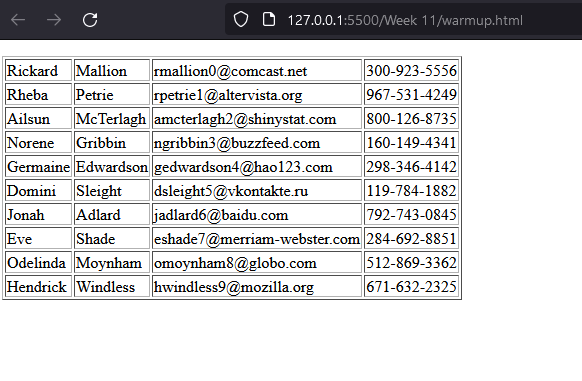 127.0.0.1:5500/Week 11/warmup.html
Rickard Mallion rmallion0@comcast.net 300-923-5556
Rheba Petrie rpetrie1@altervista.org 967-531-4249
Ailsun McTerlagh amcterlagh2@shinystat.com 800-126-8735
Norene Gribbin ngribbin3@buzzfeed.com 160-149-4341
Germaine Edwardson gedwardson4@hao123.com 298-346-4142
Domini Sleight dsleight5@vkontakte.ru 119-784-1882
Jonah Adlard jadlard6@baidu.com 792-743-0845
Eve Shade eshade7@merriam-webster.com 284-692-8851
Odelinda Moynham omoynham8@globo.com 512-869-3362
Hendrick Windless hwindless9@mozilla.org 671-632-2325